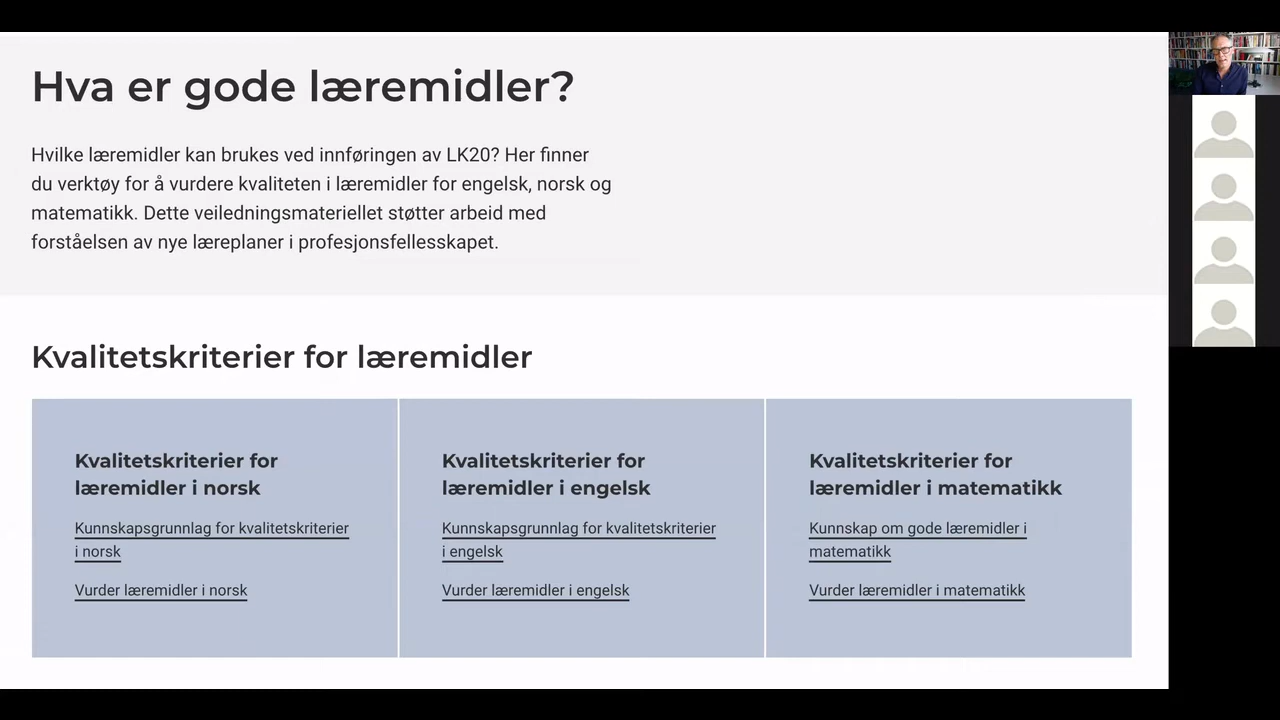 Hva er gode læremidler?
Hvilke læremidler kan brukes ved innføringen av LK20? Her finner
du verktøy for å vurdere kvaliteten i læremidler for engelsk, norsk og
matematikk. Dette veiledningsmateriellet støtter arbeid med
forståelsen av nye læreplaner i profesjonsfellesskapet.
Kvalitetskriterier for læremidler
Kvalitetskriterier for
læremidler i norsk
Kunnskapsgrunnlag for kvalitetskriterier
i norsk
Vurder læremidler i norsk
Kvalitetskriterier for
læremidler i engelsk
Kunnskapsgrunnlag for kvalitetskriterier
i engelsk
Vurder læremidler i engelsk
Kvalitetskriterier for
læremidler i matematikk
Kunnskap om gode læremidler i
matematikk
Vurder læremidler i matematikk